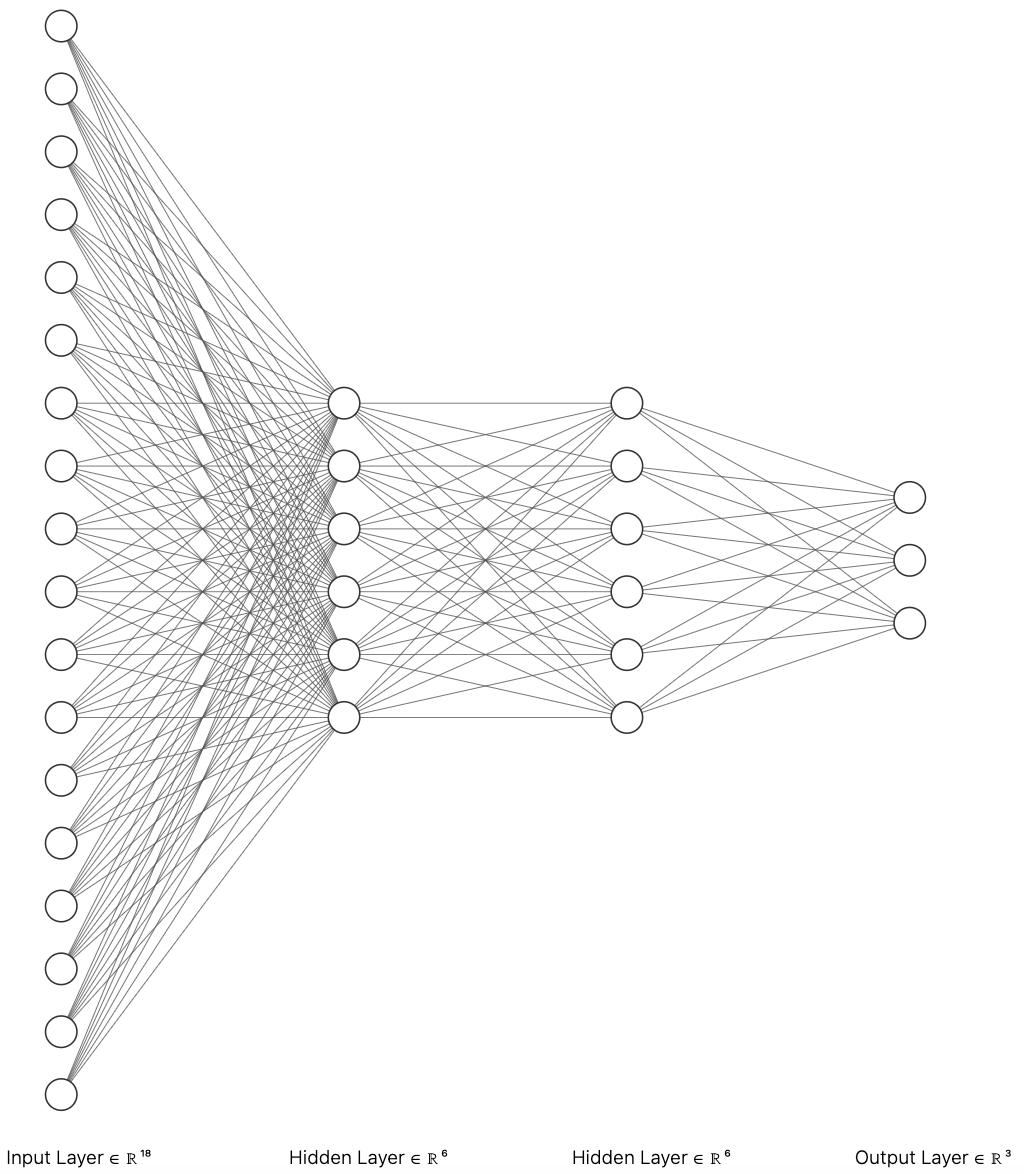 Input Layer ∈ ℝ¹⁸
Hidden Layer ∈ ℝ⁶
Hidden Layer ∈ ℝ⁶
Output Layer ∈ ℝ³